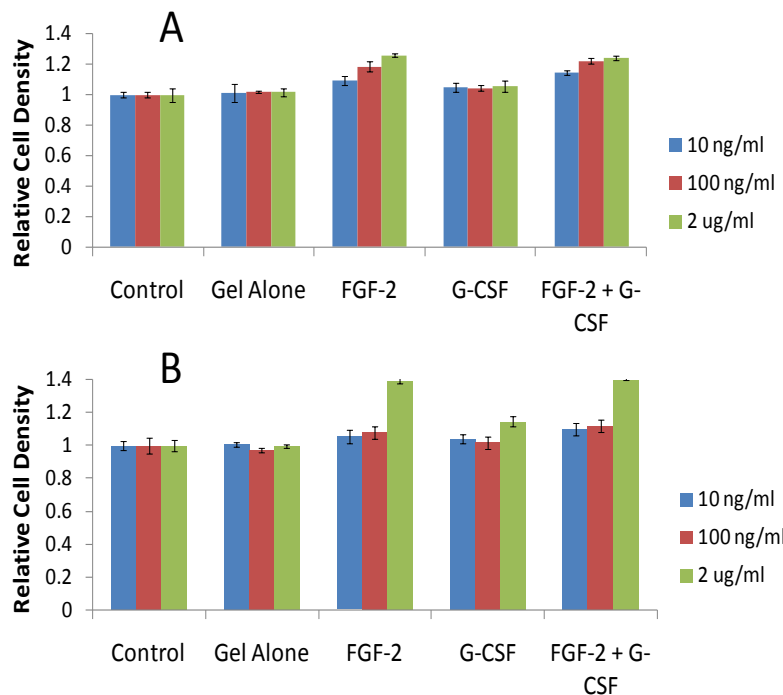 A
Relative Cell Density
1.4
1.2
1
0.8
0.6
0.4
0.2
0
Control
Gel Alone
FGF-2
G-CSF
FGF-2 + G-
CSF
10 ng/ml
100 ng/ml
2 ug/ml
B
Relative Cell Density
1.4
1.2
1
0.8
0.6
0.4
0.2
0
Control
Gel Alone
FGF-2
G-CSF
FGF-2 + G-
CSF
10 ng/ml
100 ng/ml
2 ug/ml